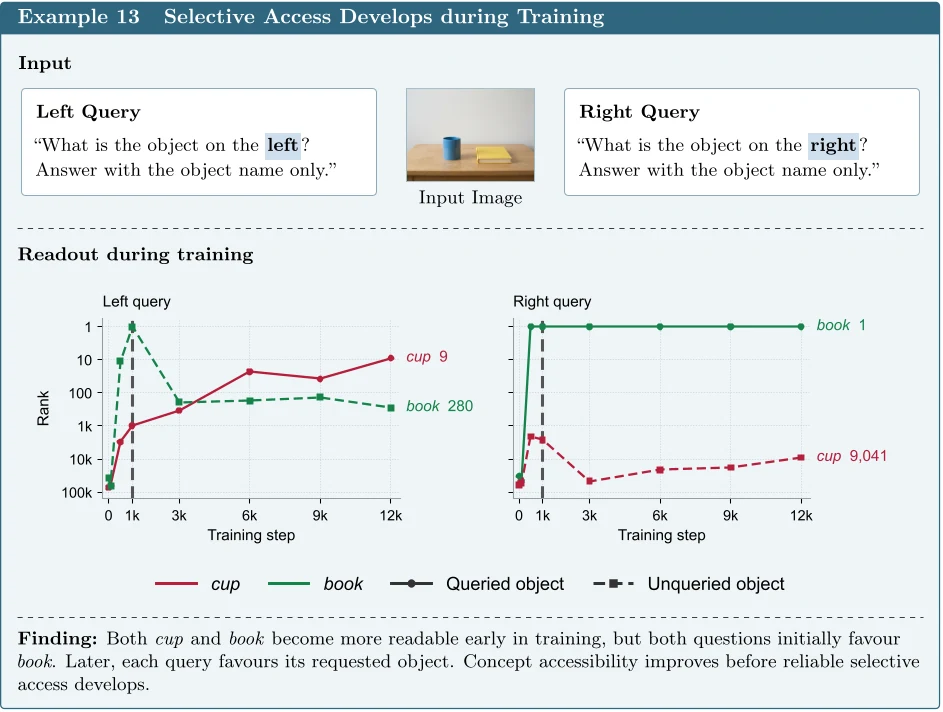 Example 13 Selective Access Develops during Training
Input
Left Query
“What is the object on the left?
Answer with the object name only.”
Input Image
Right Query
“What is the object on the right?
Answer with the object name only.”
Readout during training
Left query
Rank
1
10
100
1k
10k
100k
0 1k 3k 6k 9k 12k
Training step
cup 9
book 280
Right query
0 1k 3k 6k 9k 12k
Training step
book 1
cup 9,041
cup book Queried object Unqueried object
Finding: Both cup and book become more readable early in training, but both questions initially favour
book. Later, each query favours its requested object. Concept accessibility improves before reliable selective
access develops.